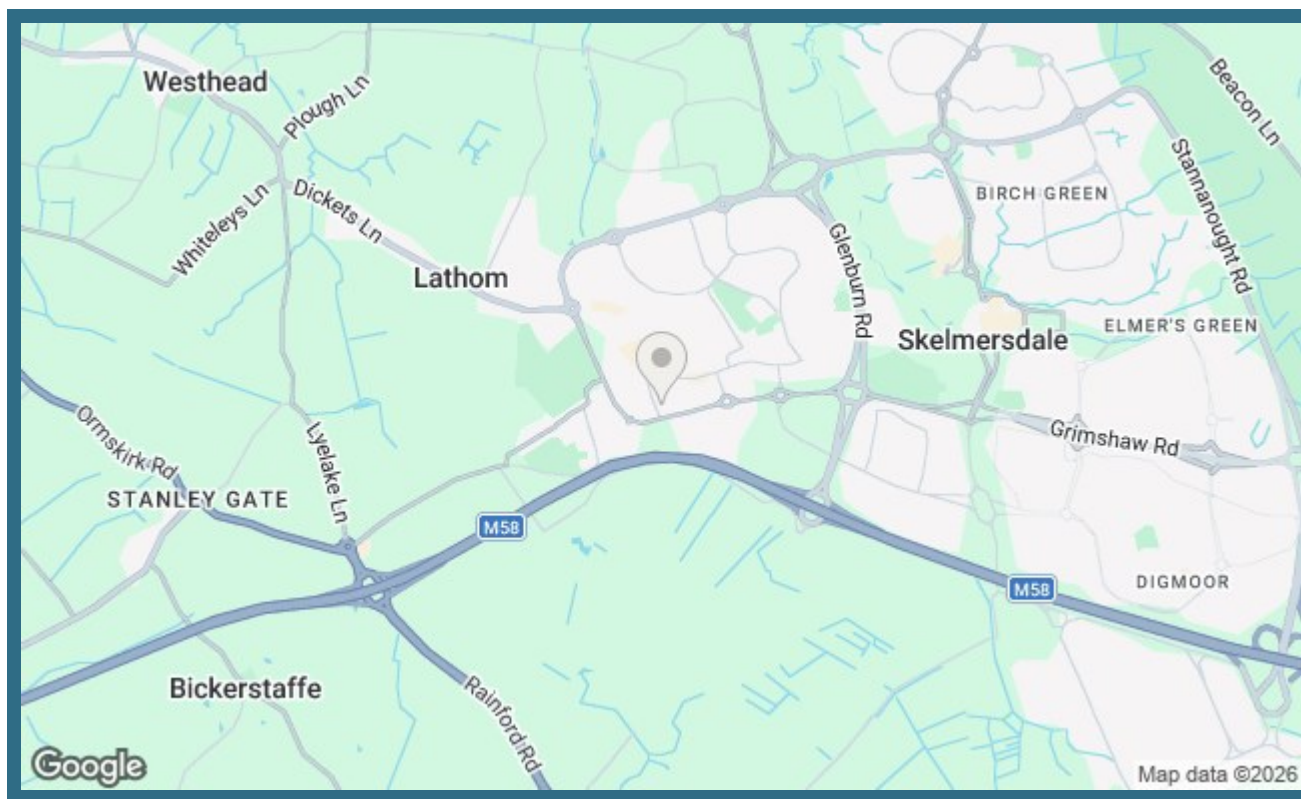 Westhead
Plough Ln
Beacon Ln
Stannanought Rd
BIRCH GREEN
Whiteleys Ln
Dickets Ln
Lathom
Glenburn Rd
Skelmersdale
ELMER'S GREEN
Ormskirk Rd
Lyelake Ln
Grimshaw Rd
STANLEY GATE
M58
M58
DIGMOOR
Bickerstaffe
Rainford Rd
Google
Map data ©2026